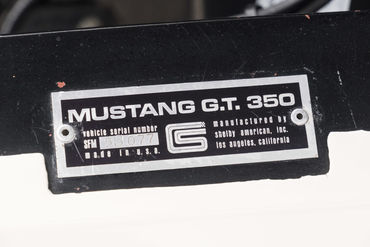 MUSTANG G.T. 350
vehicle serial number
SFM
made in u.s.a.
manufactured by
shelby american, inc.
los angeles, california